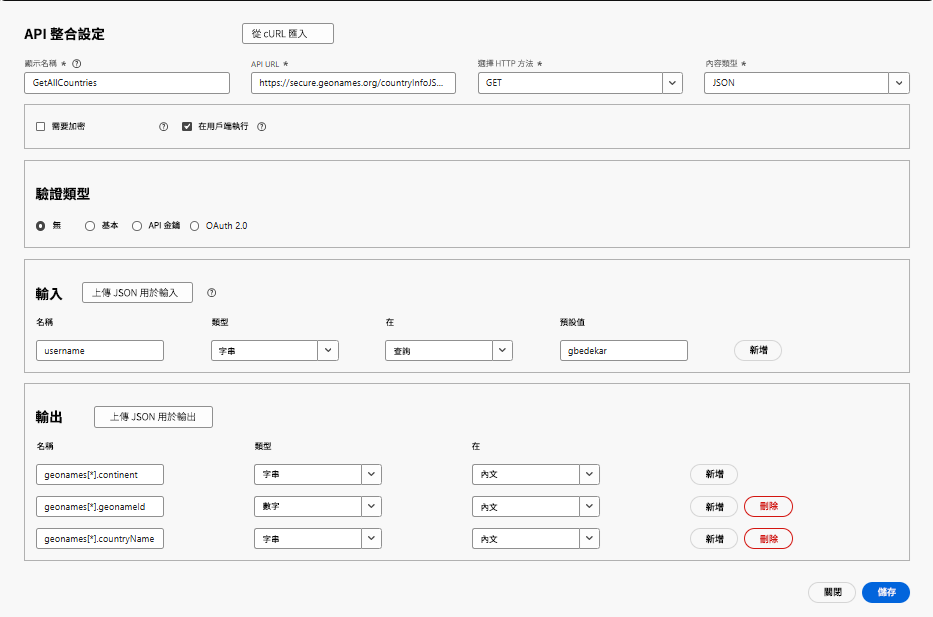 API 整合設定
從 cURL 匯入
顯示名稱 * ?
API URL *
選擇 HTTP 方法 *
內容類型 *
GetAllCountries
https://secure.geonames.org/countryInfoJS...
GET
JSON
需要加密 ?
在用戶端執行 ?
驗證類型
無
基本
API 金鑰
OAuth 2.0
輸入
上傳 JSON 用於輸入 ?
名稱
類型
在
預設值
username
字串
查詢
gbedekar
新增
輸出
上傳 JSON 用於輸出
名稱
類型
在
geonames[*].continent
字串
內文
新增
geonames[*].geonameId
數字
內文
新增
刪除
geonames[*].countryName
字串
內文
新增
刪除
關閉
儲存